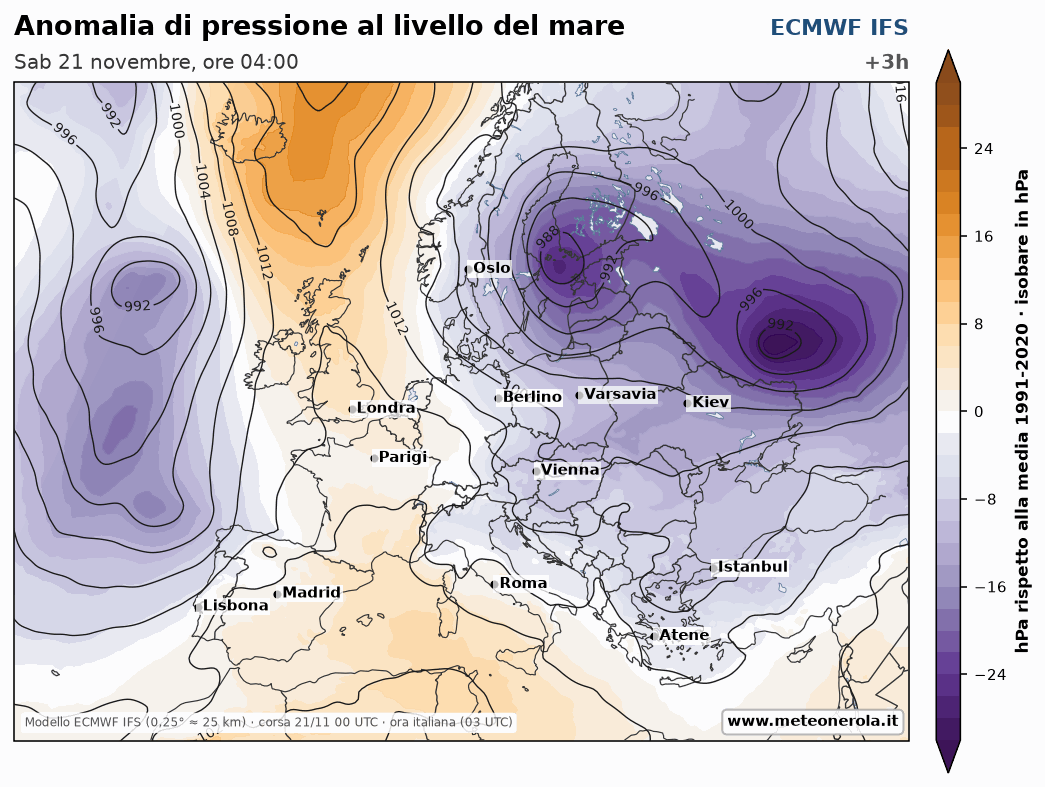 Anomalia di pressione al livello del mare
ECMWF IFS
Sab 21 novembre, ore 04:00
+3h
996
992
1000
1004
1008
1012
996
992
1012
988
992
996
1000
996
992
16
Oslo
Berlino
Varsavia
Kiev
Londra
Parigi
Vienna
Istanbul
Roma
Madrid
Lisbona
Atene
Modello ECMWF IFS (0,25° ≈ 25 km) · corsa 21/11 00 UTC · ora italiana (03 UTC)
www.meteonerola.it
24
16
8
0
−8
−16
−24
hPa rispetto alla media 1991-2020 · isobare in hPa